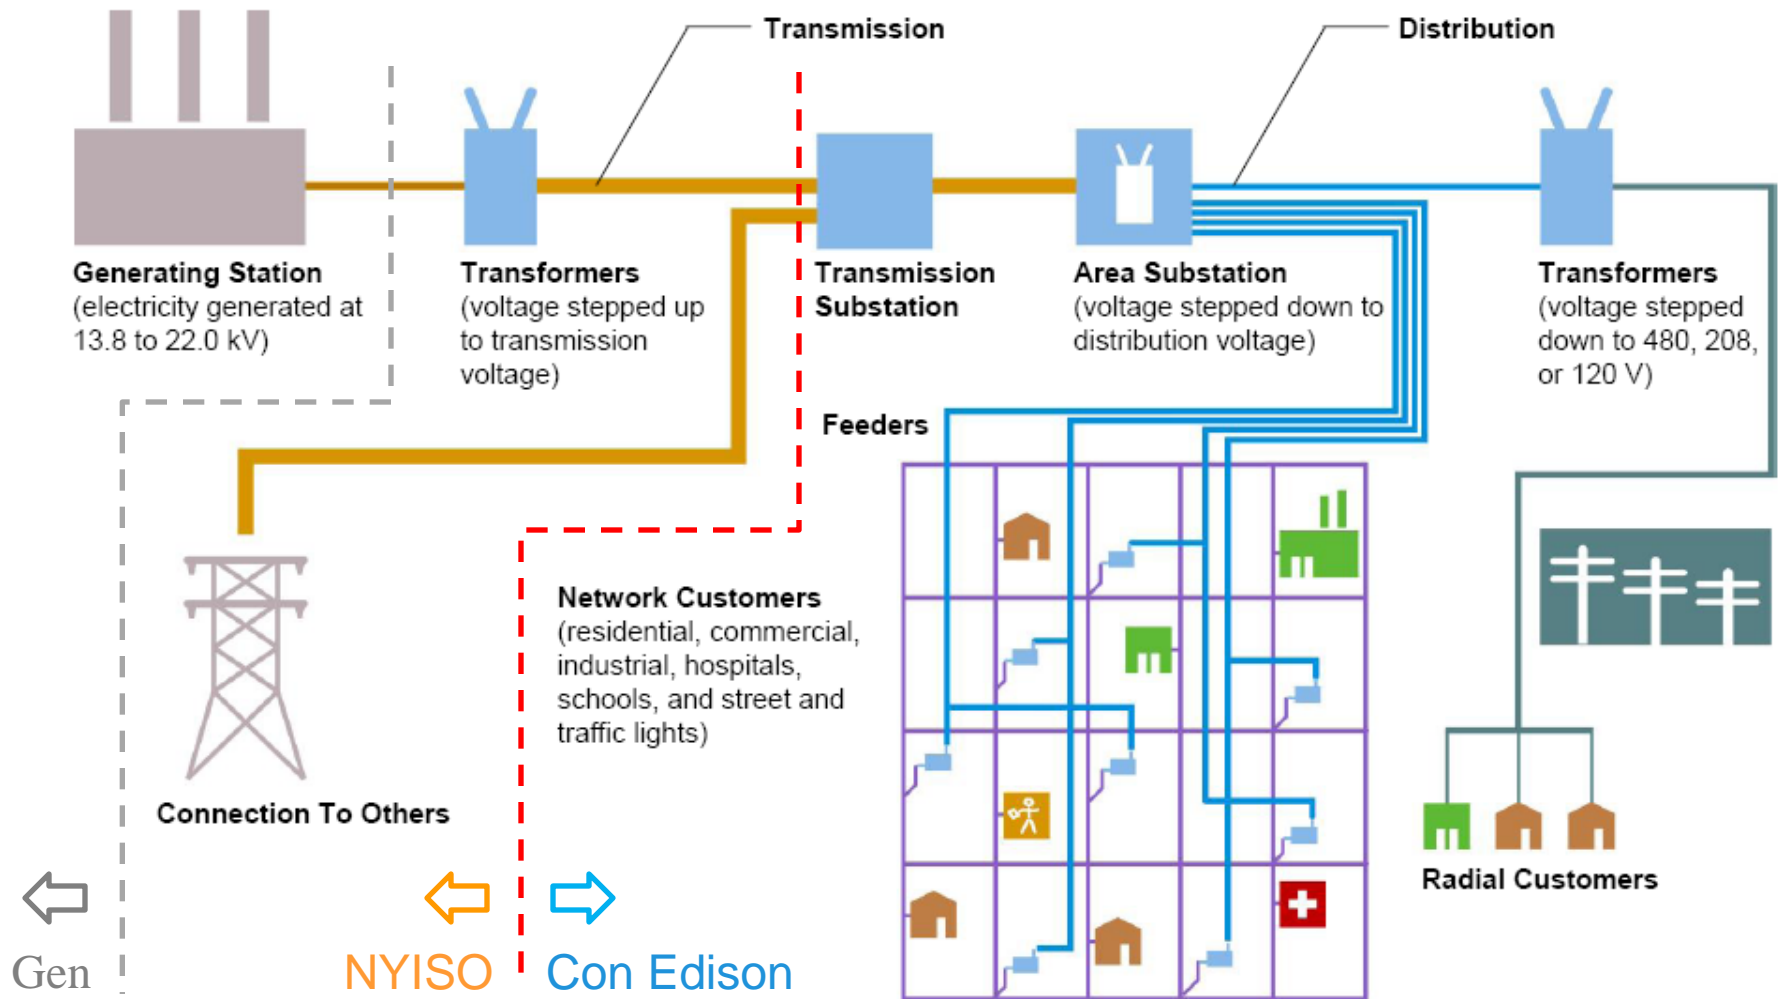 Transmission
Distribution
Generating Station
(electricity generated at
13.8 to 22.0 kV)
Transformers
(voltage stepped up
to transmission
voltage)
Transmission
Substation
Area Substation
(voltage stepped down to
distribution voltage)
Transformers
(voltage stepped
down to 480, 208,
or 120 V)
Feeders
Network Customers
(residential, commercial,
industrial, hospitals,
schools, and street and
traffic lights)
Connection To Others
Radial Customers
Gen
NYISO
Con Edison